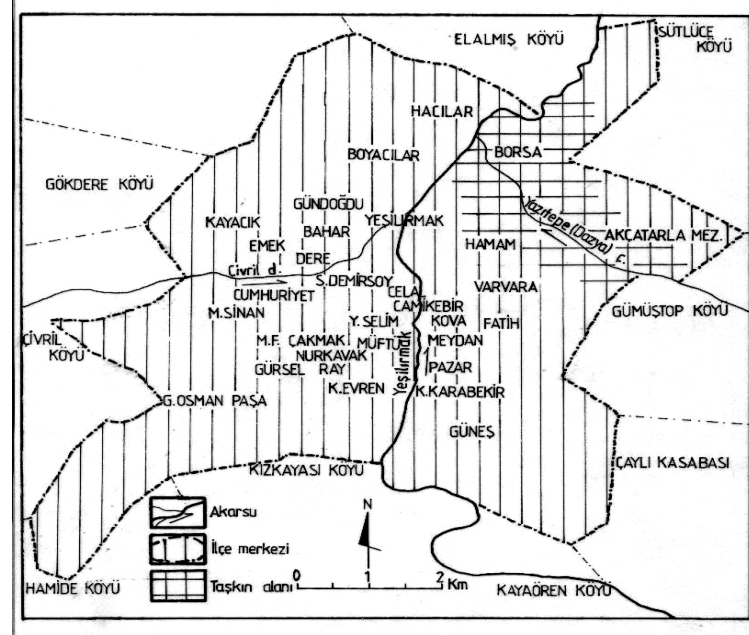 ELALMIŞ KÖYÜ
SÜTLÜCE
KÖYÜ
HACILAR
BOYACILAR
BORSA
GÖKDERE KÖYÜ
GÜNDOĞDU
KAYACIK
YEŞİLIRMAK
Yazıtepe (Dazya) ç.
BAHAR
AKÇATARLA MEZ.
EMEK
HAMAM
DERE
Çivril d.
S.DEMİRSOY
CUMHURİYET
CELAL
VARVARA
CAMİKEBİR
M.SİNAN
GÜMÜŞTOP KÖYÜ
Y.SELİM
KOVA
FATİH
ÇİVRİL
KÖYÜ
M.F. ÇAKMAK
MÜFTÜ
MEYDAN
NURKAVAK
GÜRSEL RAY
PAZAR
Yeşilırmak
K.EVREN
K.KARABEKİR
G.OSMAN PAŞA
GÜNEŞ
KIZKAYASI KÖYÜ
ÇAYLI KASABASI
N
Akarsu
İlçe merkezi
Taşkın alanı
0 1 2
Km
HAMİDE KÖYÜ
KAYAÖREN KÖYÜ